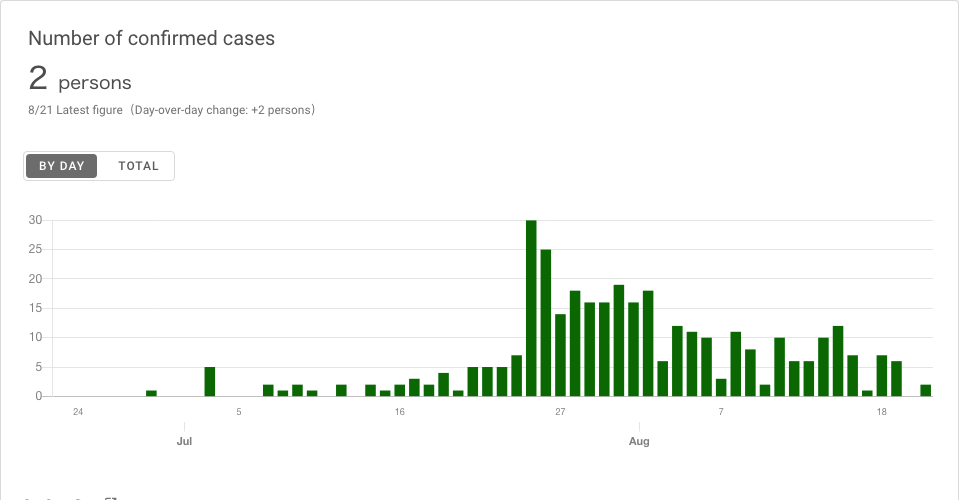 Number of confirmed cases
2 persons
8/21 Latest figure（Day-over-day change: +2 persons）
BY DAY TOTAL
30
25
20
15
10
5
0
24 5 16 27 7 18
Jul Aug